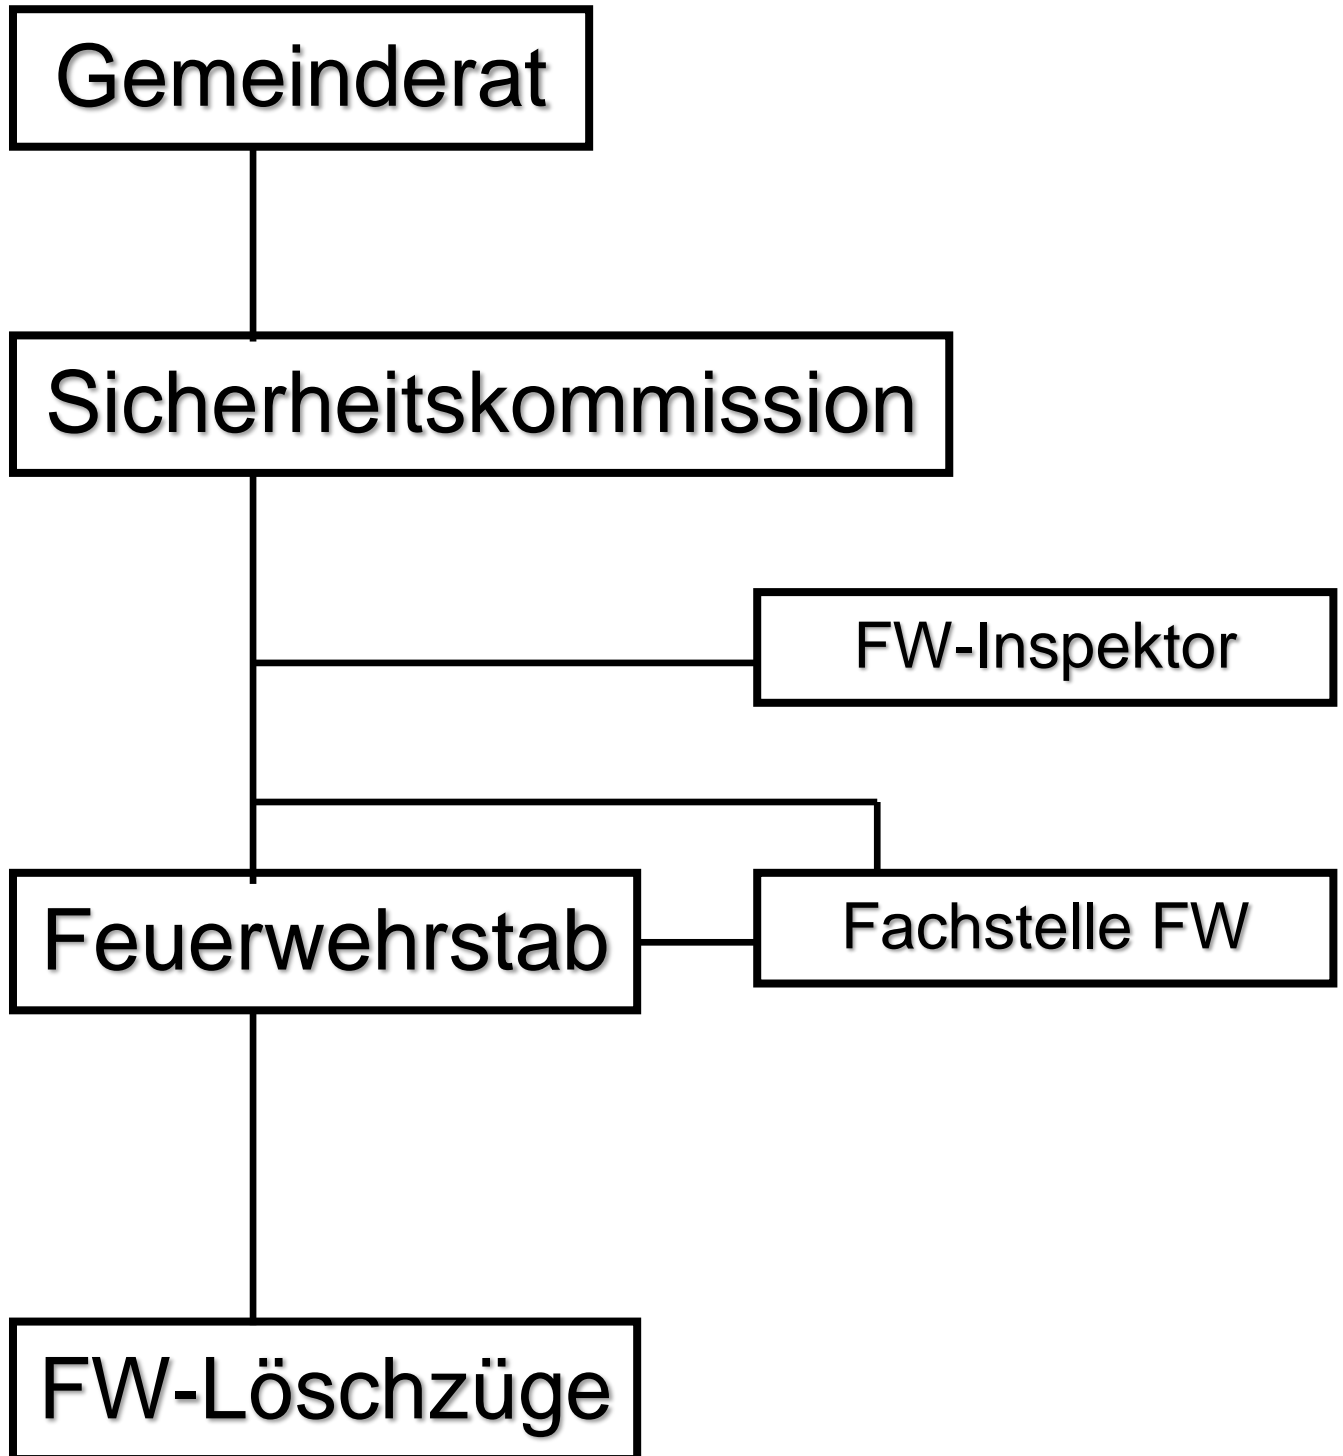 Gemeinderat
Sicherheitskommission
FW-Inspektor
Feuerwehrstab
Fachstelle FW
FW-Löschzüge